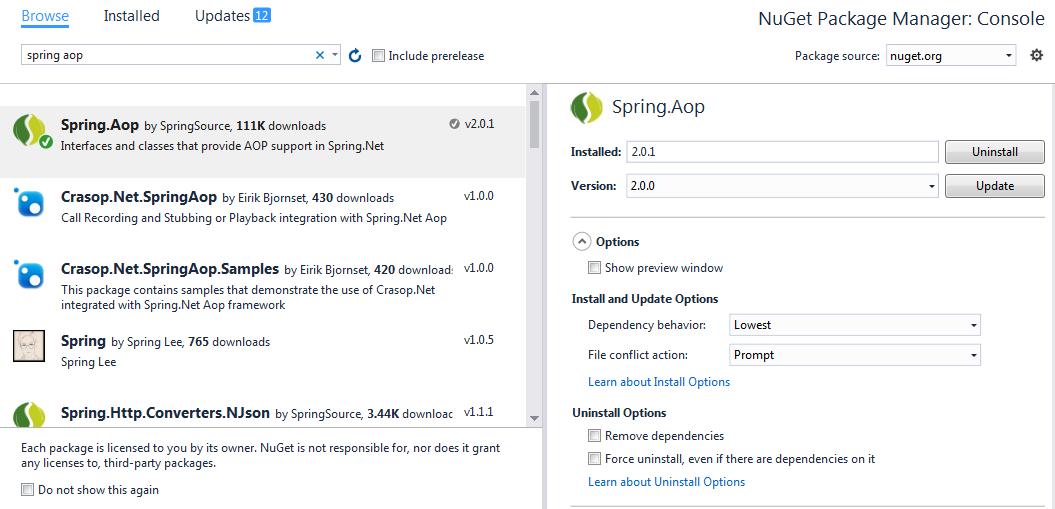 Browse Installed Updates 12
NuGet Package Manager: Console
spring aop
Include prerelease
Package source: nuget.org
Spring.Aop by SpringSource, 111K downloads v2.0.1
Interfaces and classes that provide AOP support in Spring.Net
Crasop.Net.SpringAop by Eirik Bjornset, 430 downloads v1.0.0
Call Recording and Stubbing or Playback integration with Spring.Net Aop
Crasop.Net.SpringAop.Samples by Eirik Bjornset, 420 downloads v1.0.0
This package contains samples that demonstrate the use of Crasop.Net
integrated with Spring.Net Aop framework
Spring by Spring Lee, 765 downloads v1.0.5
Spring Lee
Spring.Http.Converters.NJson by SpringSource, 3.44K downloac v1.1.1
Each package is licensed to you by its owner. NuGet is not responsible for, nor does it grant
any licenses to, third-party packages.
Do not show this again
Spring.Aop
Installed: 2.0.1 Uninstall
Version: 2.0.0 Update
Options
Show preview window
Install and Update Options
Dependency behavior: Lowest
File conflict action: Prompt
Learn about Install Options
Uninstall Options
Remove dependencies
Force uninstall, even if there are dependencies on it
Learn about Uninstall Options